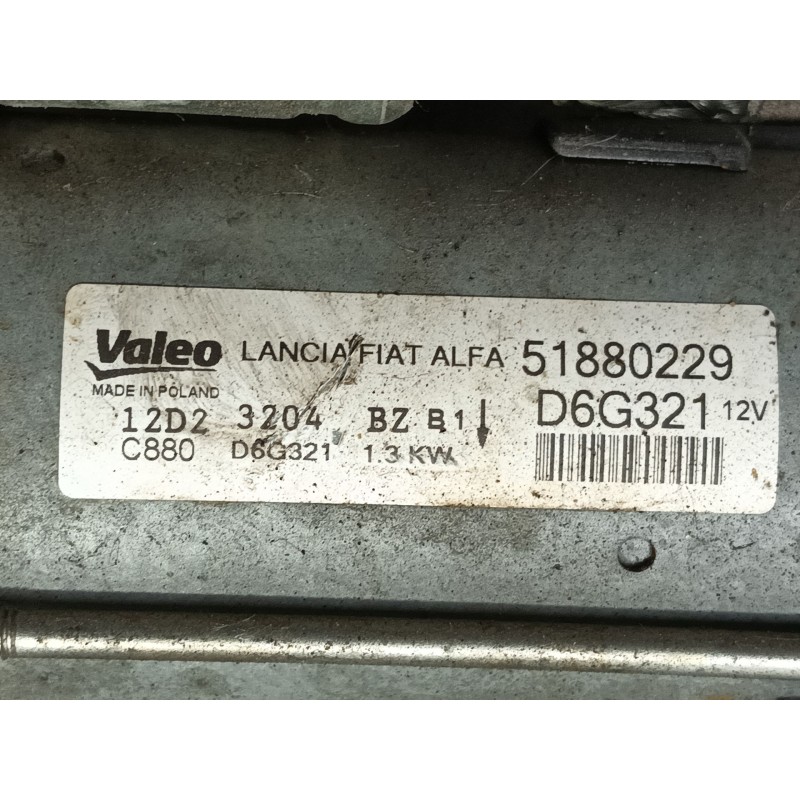 Valeo LANCIA FIAT ALFA 51880229
MADE IN POLAND D6G321 12V
12D2 3204 BZ B1
C880 D6G321 1.3 KW